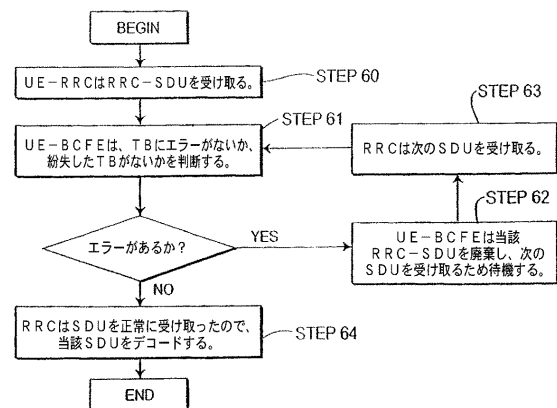 BEGIN
UE-RRCはRRC-SDUを受け取る。
STEP 60
STEP 61
UE-BCFEは、TBにエラーがないか、
紛失したTBがないかを判断する。
STEP 63
RRCは次のSDUを受け取る。
エラーがあるか?
YES
STEP 62
UE-BCFEは当該
RRC-SDUを廃棄し、次の
SDUを受け取るため待機する。
NO
RRCはSDUを正常に受け取ったので、
当該SDUをデコードする。
STEP 64
END